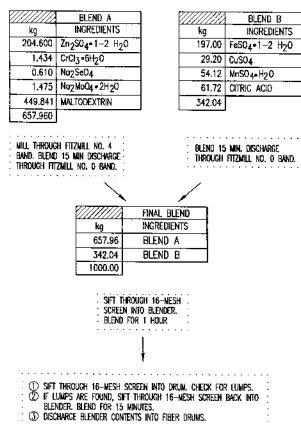 BLEND A
kg INGREDIENTS
204.600 Zn2SO4•1-2 H2O
1.434 CrCl3•6H2O
0.610 Na2SeO4
1.475 Na2MoO4•2H2O
449.841 MALTODEXTRIN
657.960
BLEND B
kg INGREDIENTS
197.00 FeSO4•1-2 H2O
29.20 CuSO4
54.12 MnSO4•H2O
61.72 CITRIC ACID
342.04
MILL THROUGH FITZMILL NO. 4
BAND. BLEND 15 MIN DISCHARGE
THROUGH FITZMILL NO. 0 BAND.
BLEND 15 MIN. DISCHARGE
THROUGH FITZMILL NO. 0 BAND.
FINAL BLEND
kg INGREDIENTS
657.96 BLEND A
342.04 BLEND B
1000.00
SIFT THROUGH 16-MESH
SCREEN INTO BLENDER.
BLEND FOR 1 HOUR
① SIFT THROUGH 16-MESH SCREEN INTO DRUM. CHECK FOR LUMPS.
② IF LUMPS ARE FOUND, SIFT THROUGH 16-MESH SCREEN BACK INTO
BLENDER. BLEND FOR 15 MINUTES.
③ DISCHARGE BLENDER CONTENTS INTO FIBER DRUMS.